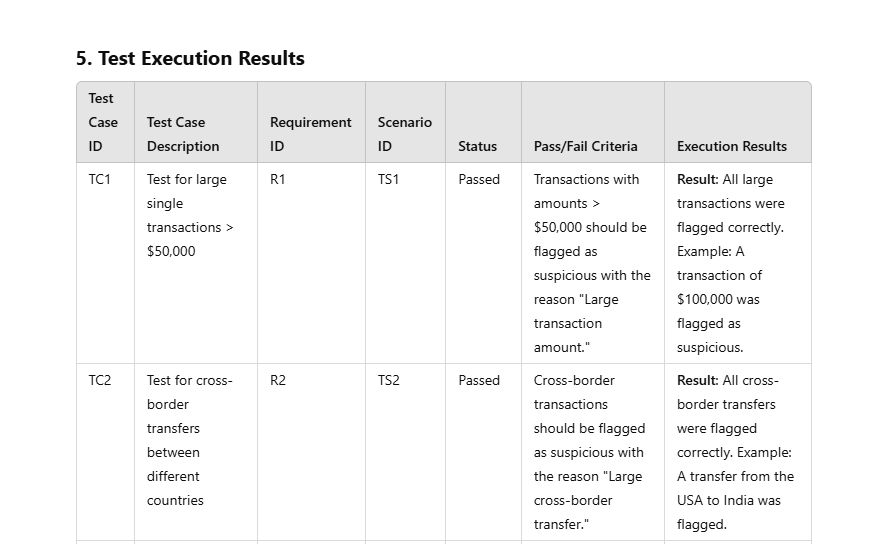 5. Test Execution Results
Test
Case
ID
Test Case
Description
Requirement
ID
Scenario
ID
Status
Pass/Fail Criteria
Execution Results
TC1
Test for large
single
transactions >
$50,000
R1
TS1
Passed
Transactions with
amounts >
$50,000 should be
flagged as
suspicious with the
reason "Large
transaction
amount."
Result: All large
transactions were
flagged correctly.
Example: A
transaction of
$100,000 was
flagged as
suspicious.
TC2
Test for cross-
border
transfers
between
different
countries
R2
TS2
Passed
Cross-border
transactions
should be flagged
as suspicious with
the reason "Large
cross-border
transfer."
Result: All cross-
border transfers
were flagged
correctly. Example:
A transfer from the
USA to India was
flagged.